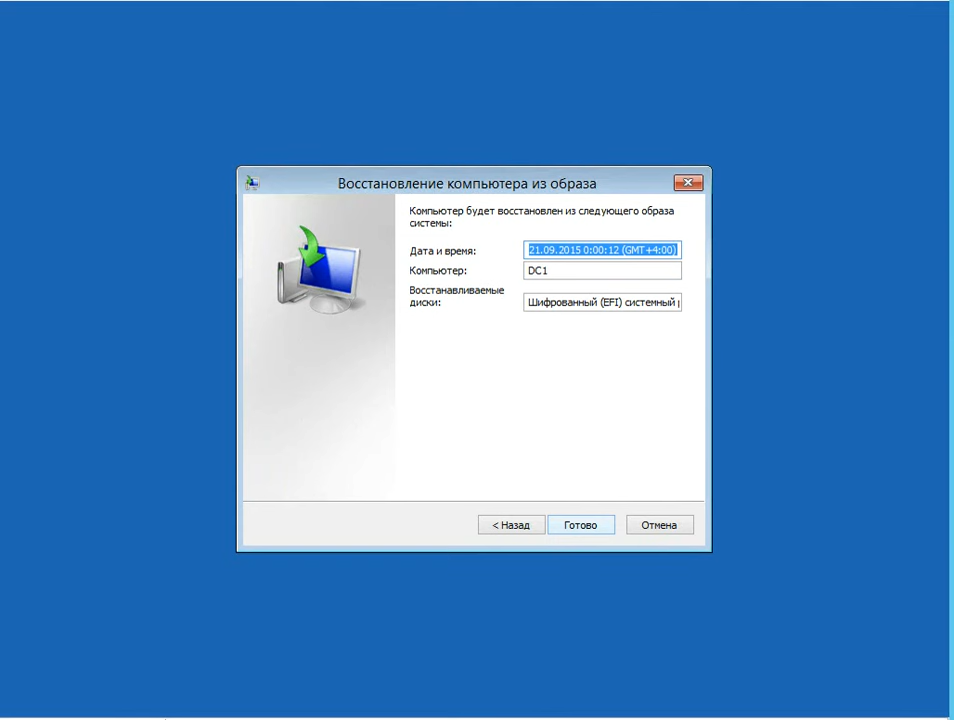 Восстановление компьютера из образа
Компьютер будет восстановлен из следующего образа
системы:
Дата и время: 21.09.2015 0:00:12 (GMT+4:00)
Компьютер: DC1
Восстанавливаемые
диски: Шифрованный (EFI) системный р
< Назад Готово Отмена